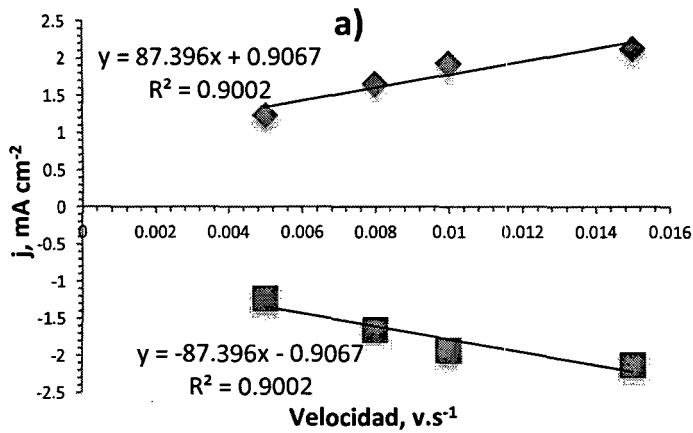 a)
2.5
2
1.5
1
0.5
0
-0.5
-1
-1.5
-2
-2.5
y = 87.396x + 0.9067
R² = 0.9002
0 0.002 0.004 0.006 0.008 0.01 0.012 0.014 0.016
j, mA cm⁻²
y = -87.396x - 0.9067
R² = 0.9002
Velocidad, v.s⁻¹